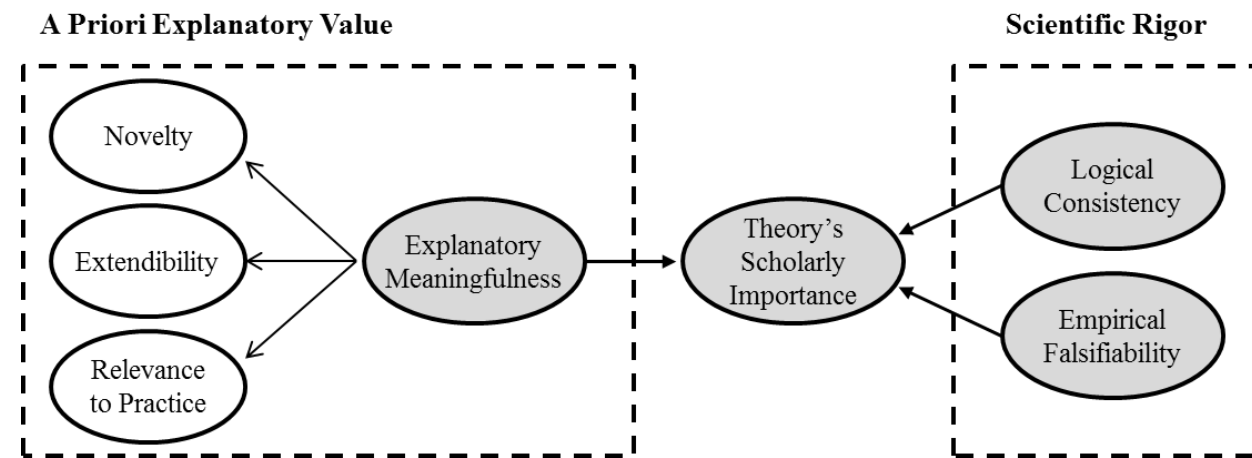 A Priori Explanatory Value
Scientific Rigor
Novelty
Extendibility
Relevance
to Practice
Explanatory
Meaningfulness
Theory’s
Scholarly
Importance
Logical
Consistency
Empirical
Falsifiability